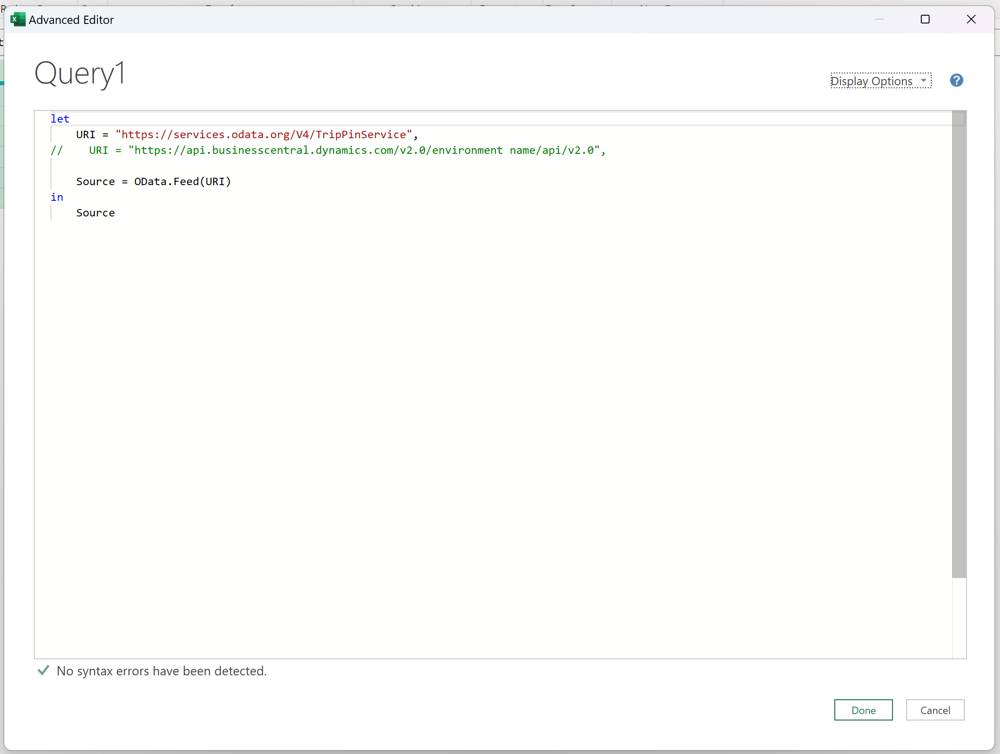 Advanced Editor
Query1
Display Options
let
    URI = "https://services.odata.org/V4/TripPinService",
//    URI = "https://api.businesscentral.dynamics.com/v2.0/environment name/api/v2.0",
    Source = OData.Feed(URI)
in
    Source
No syntax errors have been detected.
Done
Cancel